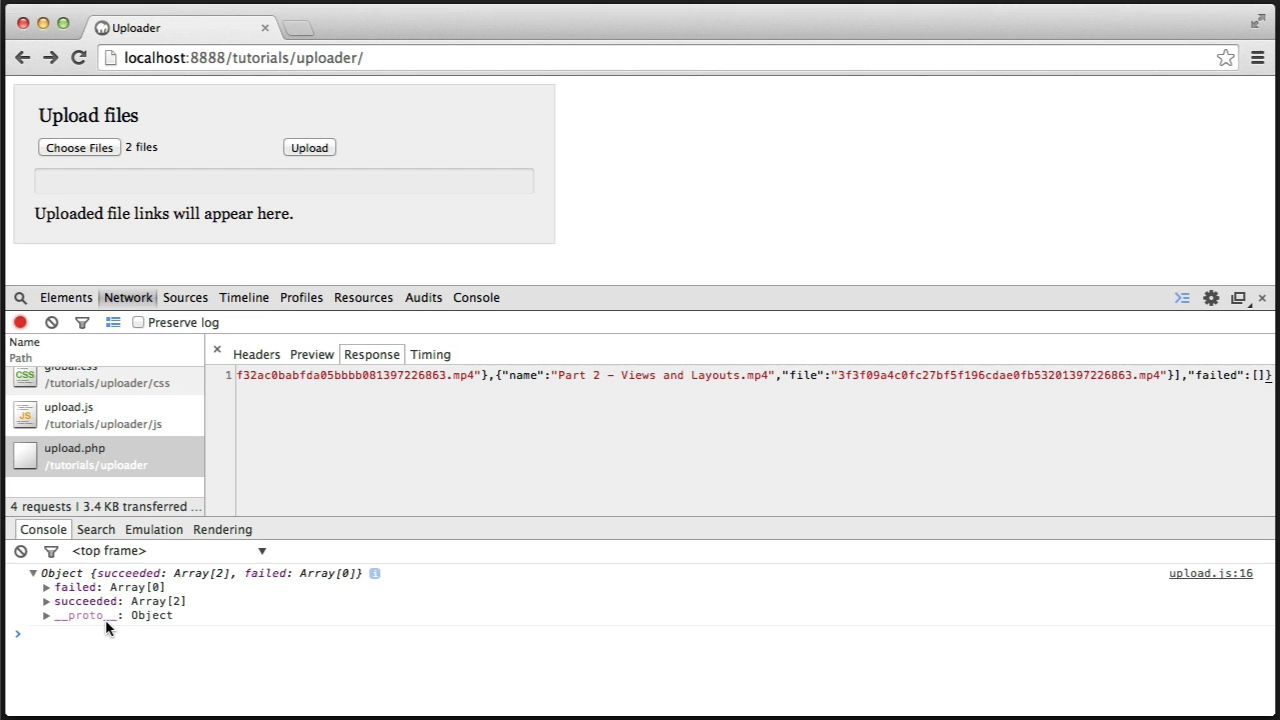 Uploader
localhost:8888/tutorials/uploader/
Upload files
Choose Files 2 files Upload
Uploaded file links will appear here.
Elements Network Sources Timeline Profiles Resources Audits Console
Preserve log
Name
Path
Headers Preview Response Timing
1 f32ac0babfda05bbbb081397226863.mp4"},{"name":"Part 2 - Views and Layouts.mp4","file":"3f3f09a4c0fc27bf5f196cdae0fb53201397226863.mp4"}],"failed":[]}
global.css
CSS
/tutorials/uploader/css
upload.js
JS
/tutorials/uploader/js
upload.php
/tutorials/uploader
4 requests | 3.4 KB transferred ...
Console Search Emulation Rendering
<top frame>
Object {succeeded: Array[2], failed: Array[0]} upload.js:16
failed: Array[0]
succeeded: Array[2]
__proto__: Object